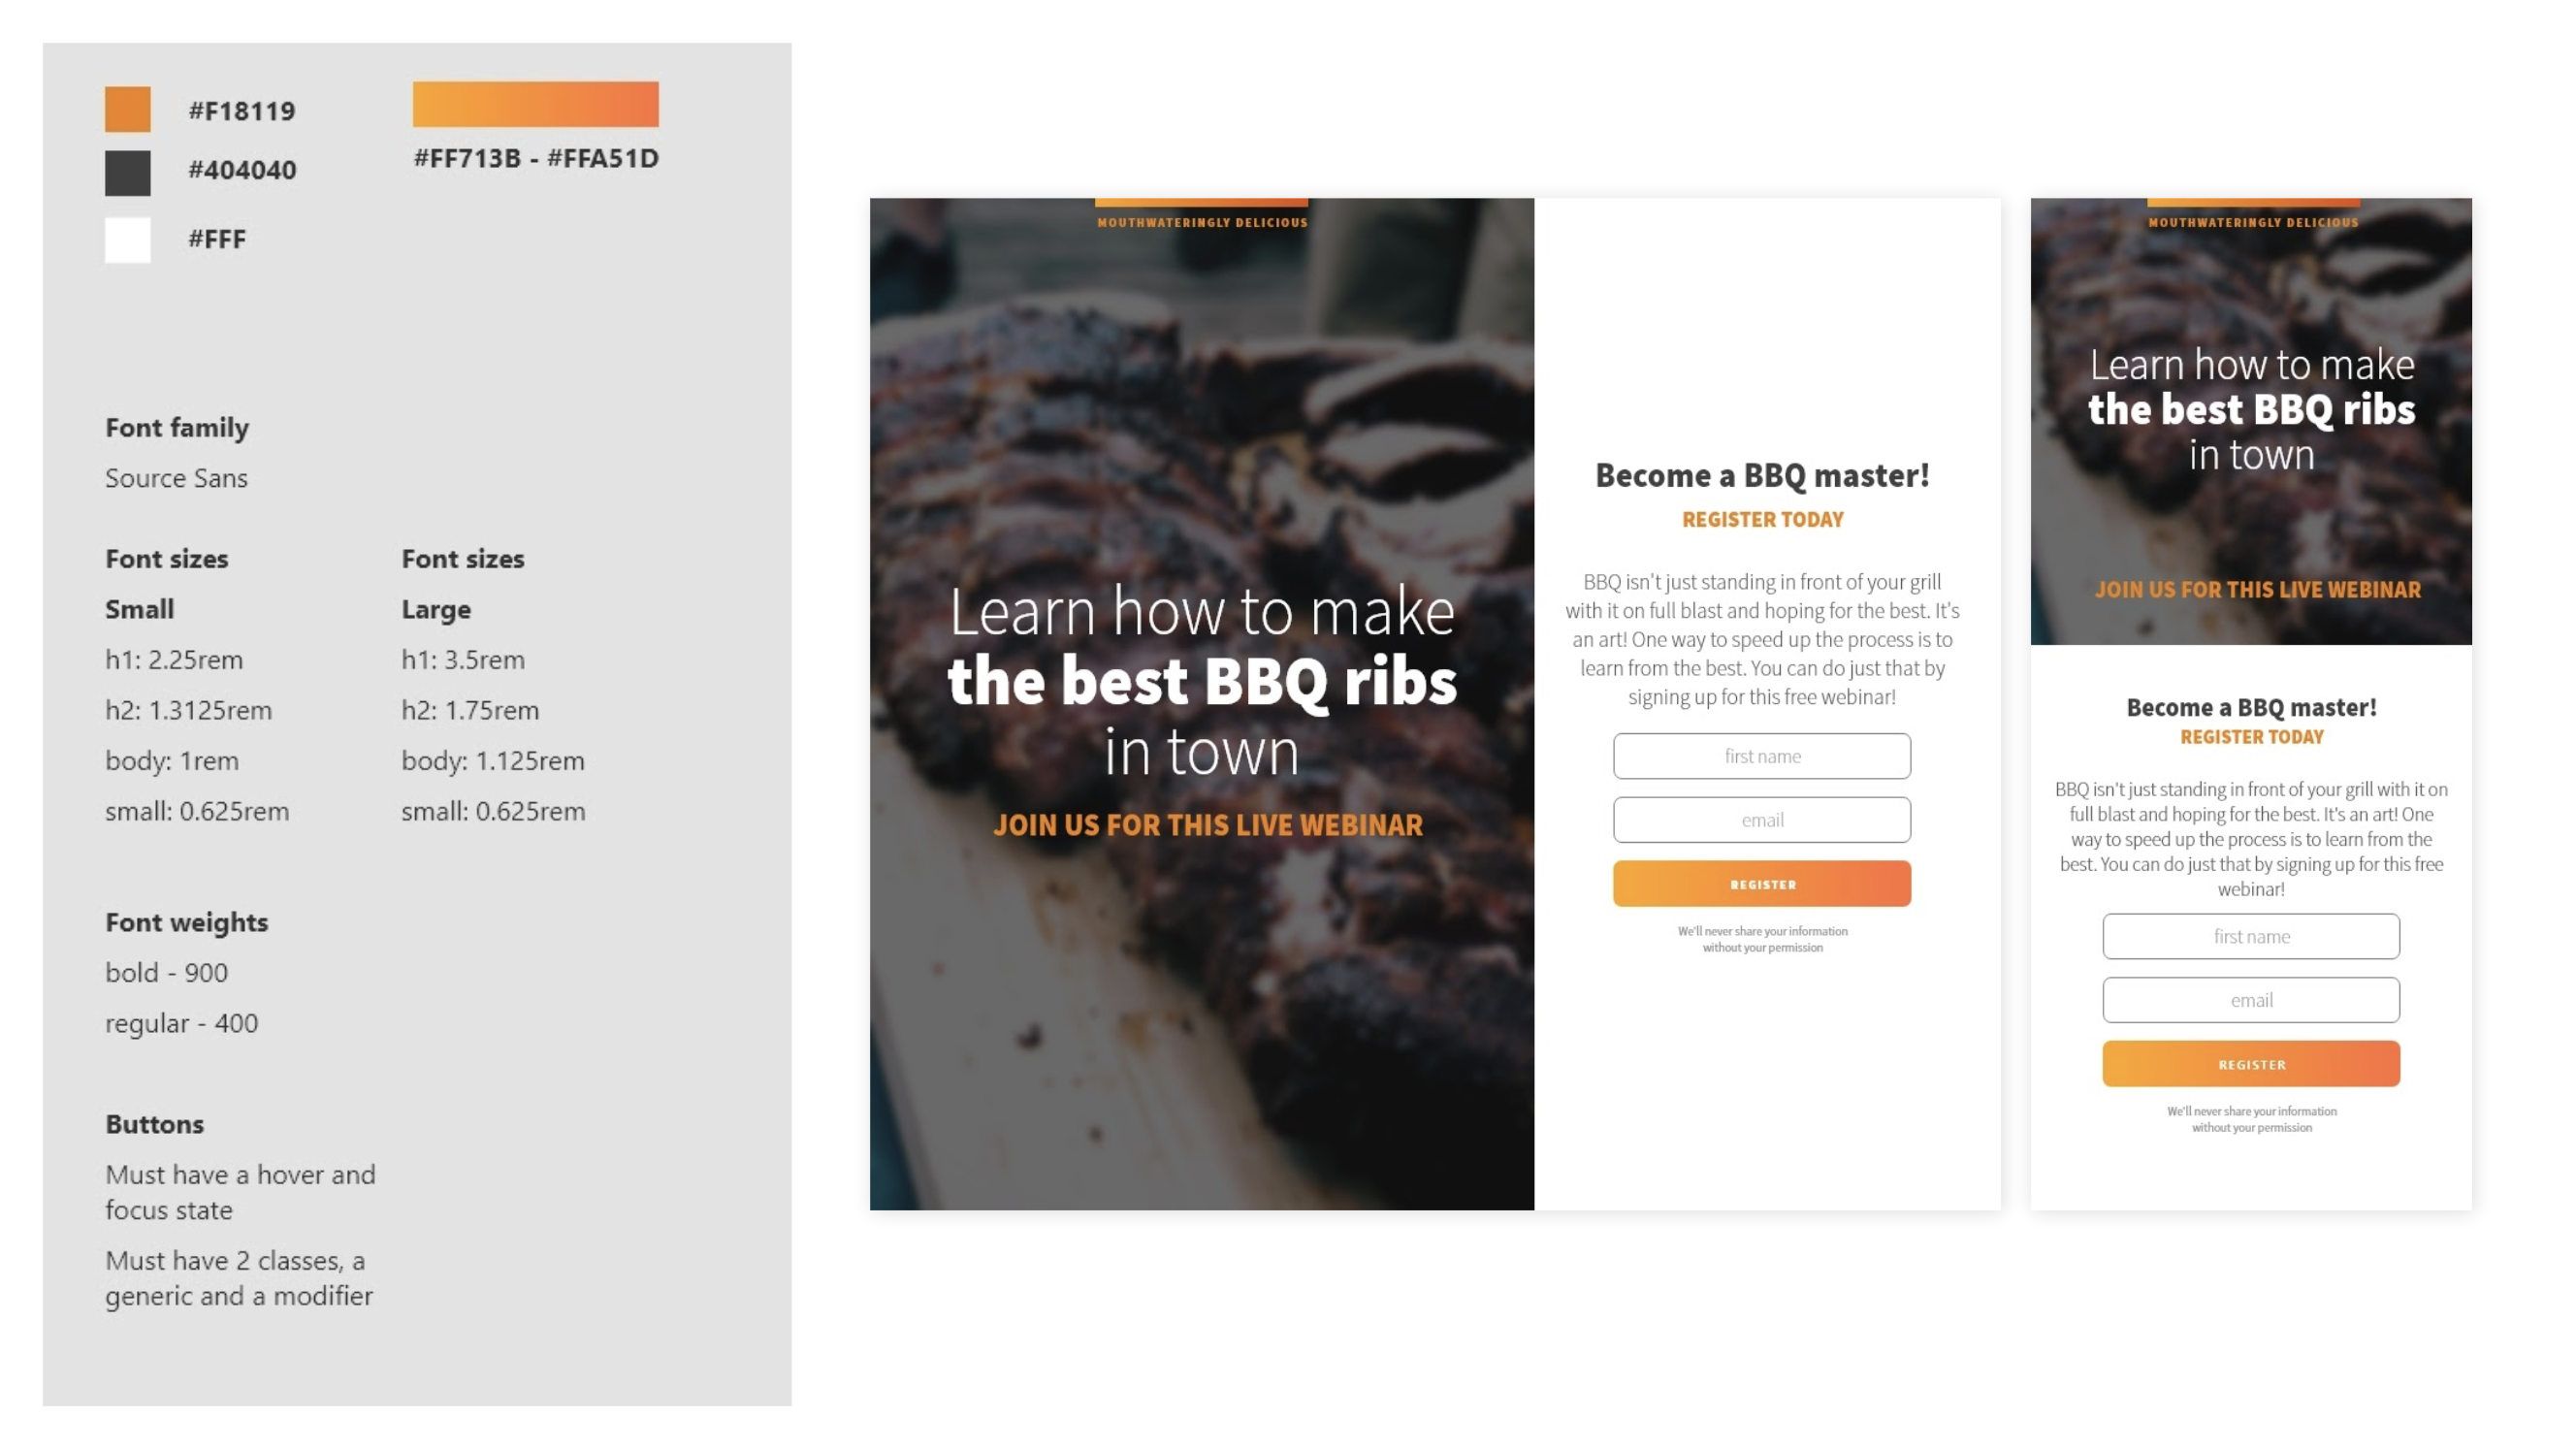 #F18119
#404040
#FFF
#FF713B - #FFA51D
Font family
Source Sans
Font sizes
Small
h1: 2.25rem
h2: 1.3125rem
body: 1rem
small: 0.625rem
Font sizes
Large
h1: 3.5rem
h2: 1.75rem
body: 1.125rem
small: 0.625rem
Font weights
bold - 900
regular - 400
Buttons
Must have a hover and
focus state
Must have 2 classes, a
generic and a modifier
MOUTHWATERINGLY DELICIOUS
Learn how to make
the best BBQ ribs
in town
JOIN US FOR THIS LIVE WEBINAR
Become a BBQ master!
REGISTER TODAY
BBQ isn't just standing in front of your grill
with it on full blast and hoping for the best. It's
an art! One way to speed up the process is to
learn from the best. You can do just that by
signing up for this free webinar!
first name
email
REGISTER
We'll never share your information
without your permission
MOUTHWATERINGLY DELICIOUS
Learn how to make
the best BBQ ribs
in town
JOIN US FOR THIS LIVE WEBINAR
Become a BBQ master!
REGISTER TODAY
BBQ isn't just standing in front of your grill with it on
full blast and hoping for the best. It's an art! One
way to speed up the process is to learn from the
best. You can do just that by signing up for this free
webinar!
first name
email
REGISTER
We'll never share your information
without your permission